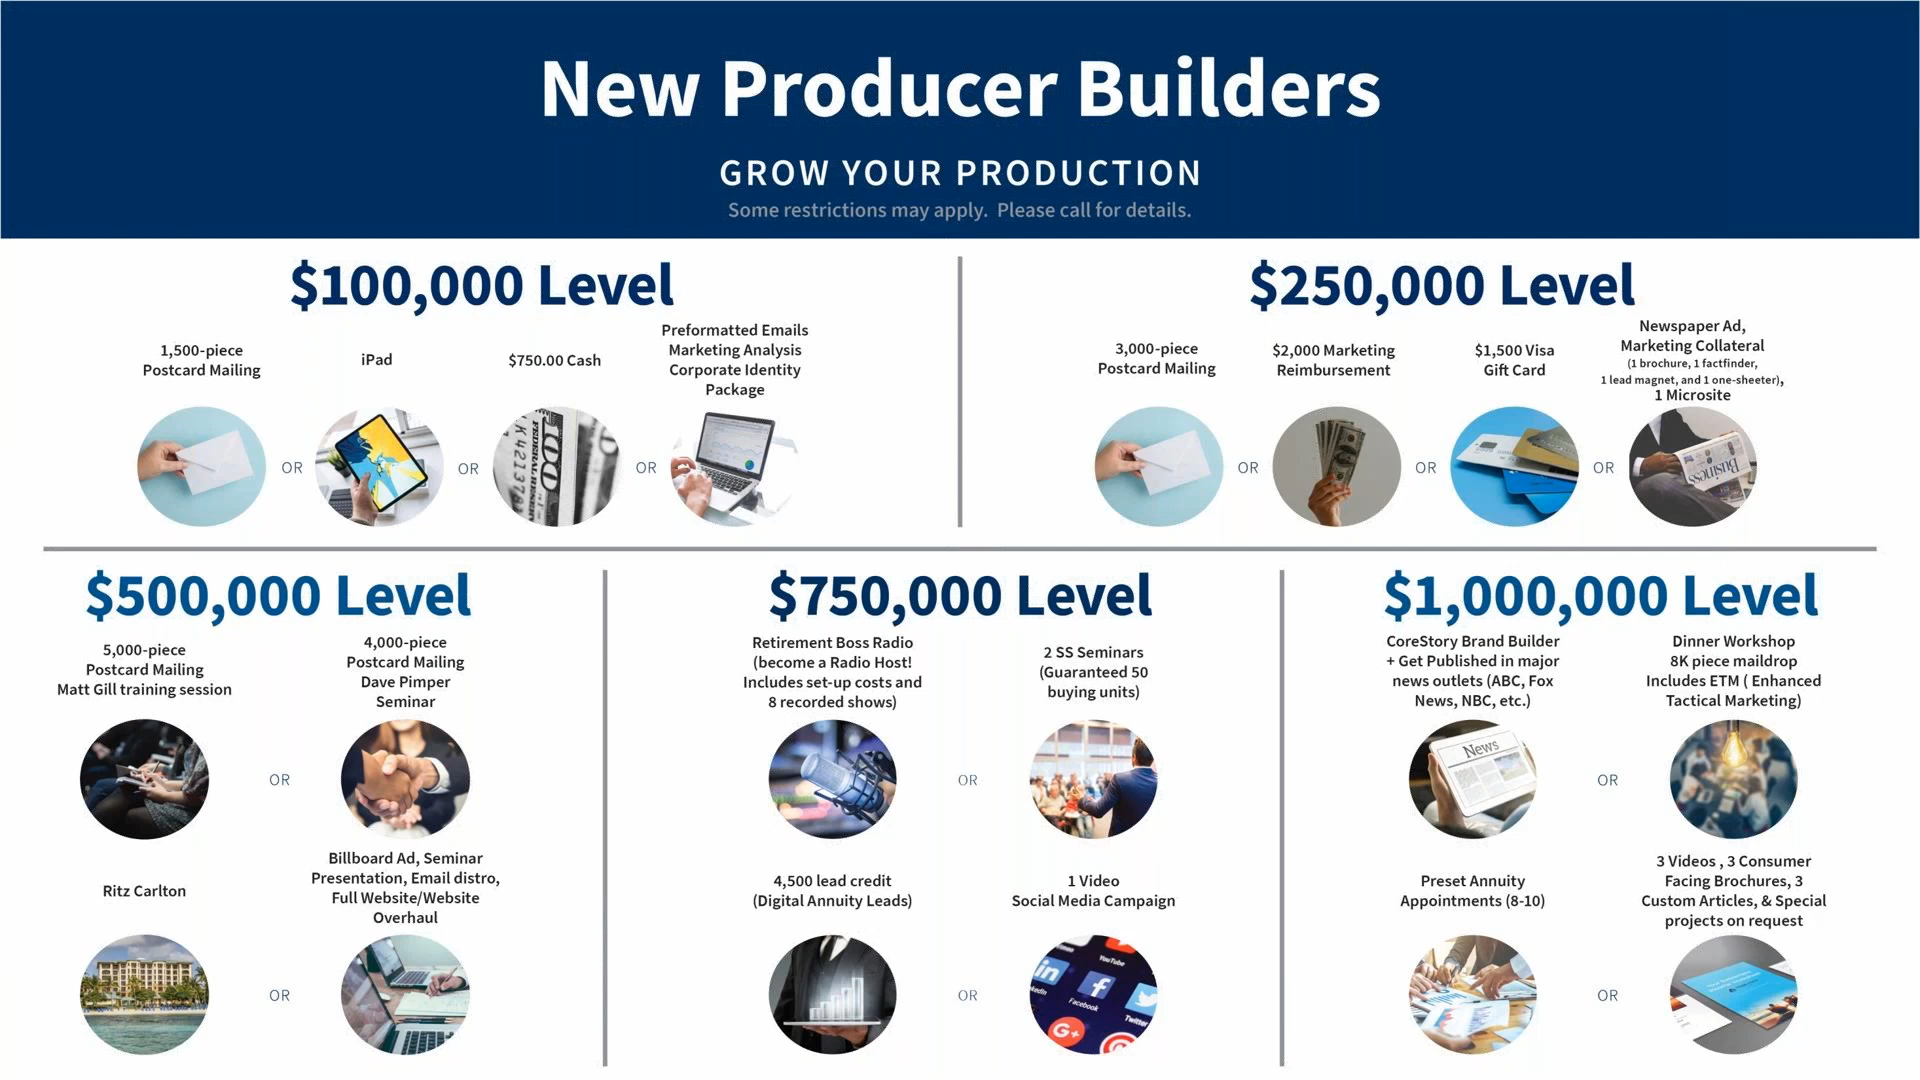 New Producer Builders
GROW YOUR PRODUCTION
Some restrictions may apply. Please call for details.
$100,000 Level
1,500-piece
Postcard Mailing
OR
iPad
OR
$750.00 Cash
OR
Preformatted Emails
Marketing Analysis
Corporate Identity
Package
$250,000 Level
3,000-piece
Postcard Mailing
OR
$2,000 Marketing
Reimbursement
OR
$1,500 Visa
Gift Card
OR
Newspaper Ad,
Marketing Collateral
(1 brochure, 1 factfinder,
1 lead magnet, and 1 one-sheeter),
1 Microsite
Business
$500,000 Level
5,000-piece
Postcard Mailing
Matt Gill training session
OR
4,000-piece
Postcard Mailing
Dave Pimper
Seminar
Ritz Carlton
OR
Billboard Ad, Seminar
Presentation, Email distro,
Full Website/Website
Overhaul
$750,000 Level
Retirement Boss Radio
(become a Radio Host!
Includes set-up costs and
8 recorded shows)
OR
2 SS Seminars
(Guaranteed 50
buying units)
4,500 lead credit
(Digital Annuity Leads)
OR
1 Video
Social Media Campaign
YouTube
Facebook
Twitter
$1,000,000 Level
CoreStory Brand Builder
+ Get Published in major
news outlets (ABC, Fox
News, NBC, etc.)
News
OR
Dinner Workshop
8K piece maildrop
Includes ETM ( Enhanced
Tactical Marketing)
Preset Annuity
Appointments (8-10)
OR
3 Videos , 3 Consumer
Facing Brochures, 3
Custom Articles, & Special
projects on request